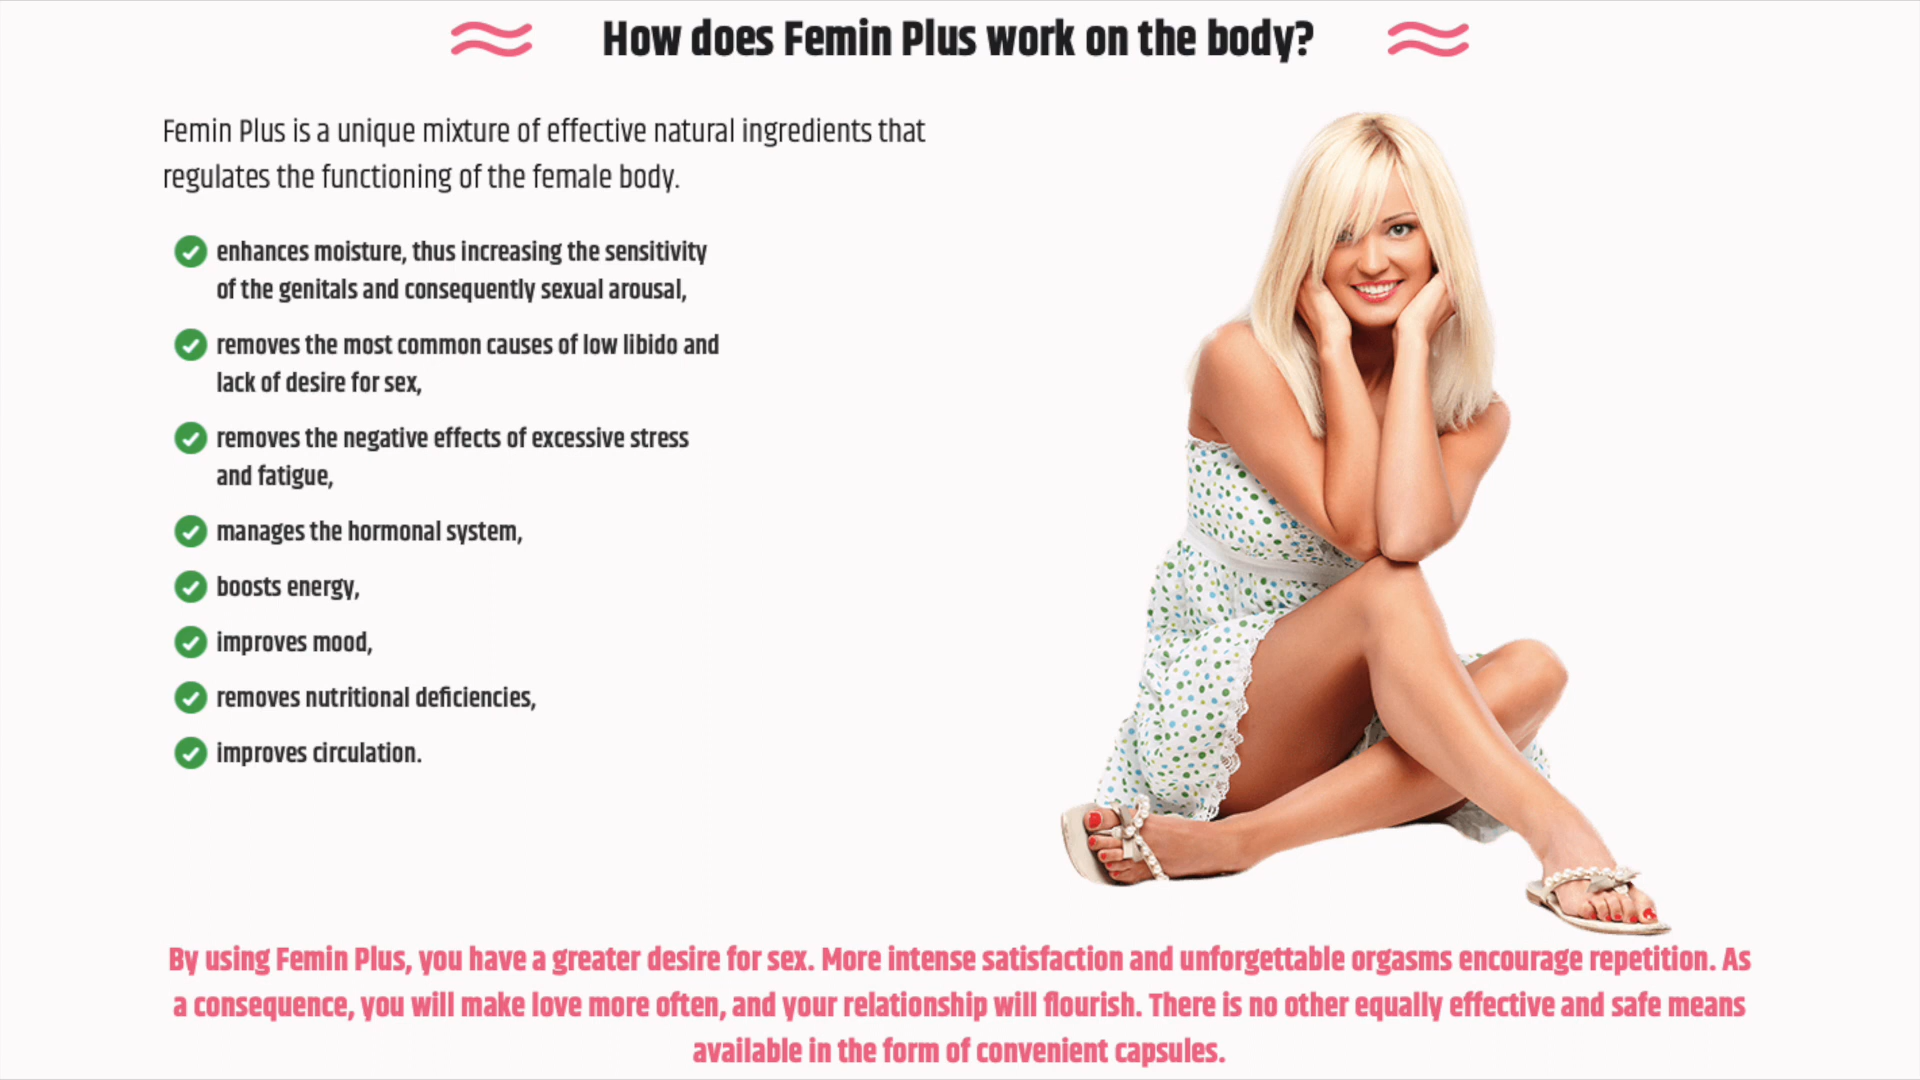 How does Femin Plus work on the body?
Femin Plus is a unique mixture of effective natural ingredients that
regulates the functioning of the female body.
enhances moisture, thus increasing the sensitivity
of the genitals and consequently sexual arousal,
removes the most common causes of low libido and
lack of desire for sex,
removes the negative effects of excessive stress
and fatigue,
manages the hormonal system,
boosts energy,
improves mood,
removes nutritional deficiencies,
improves circulation.
By using Femin Plus, you have a greater desire for sex. More intense satisfaction and unforgettable orgasms encourage repetition. As
a consequence, you will make love more often, and your relationship will flourish. There is no other equally effective and safe means
available in the form of convenient capsules.